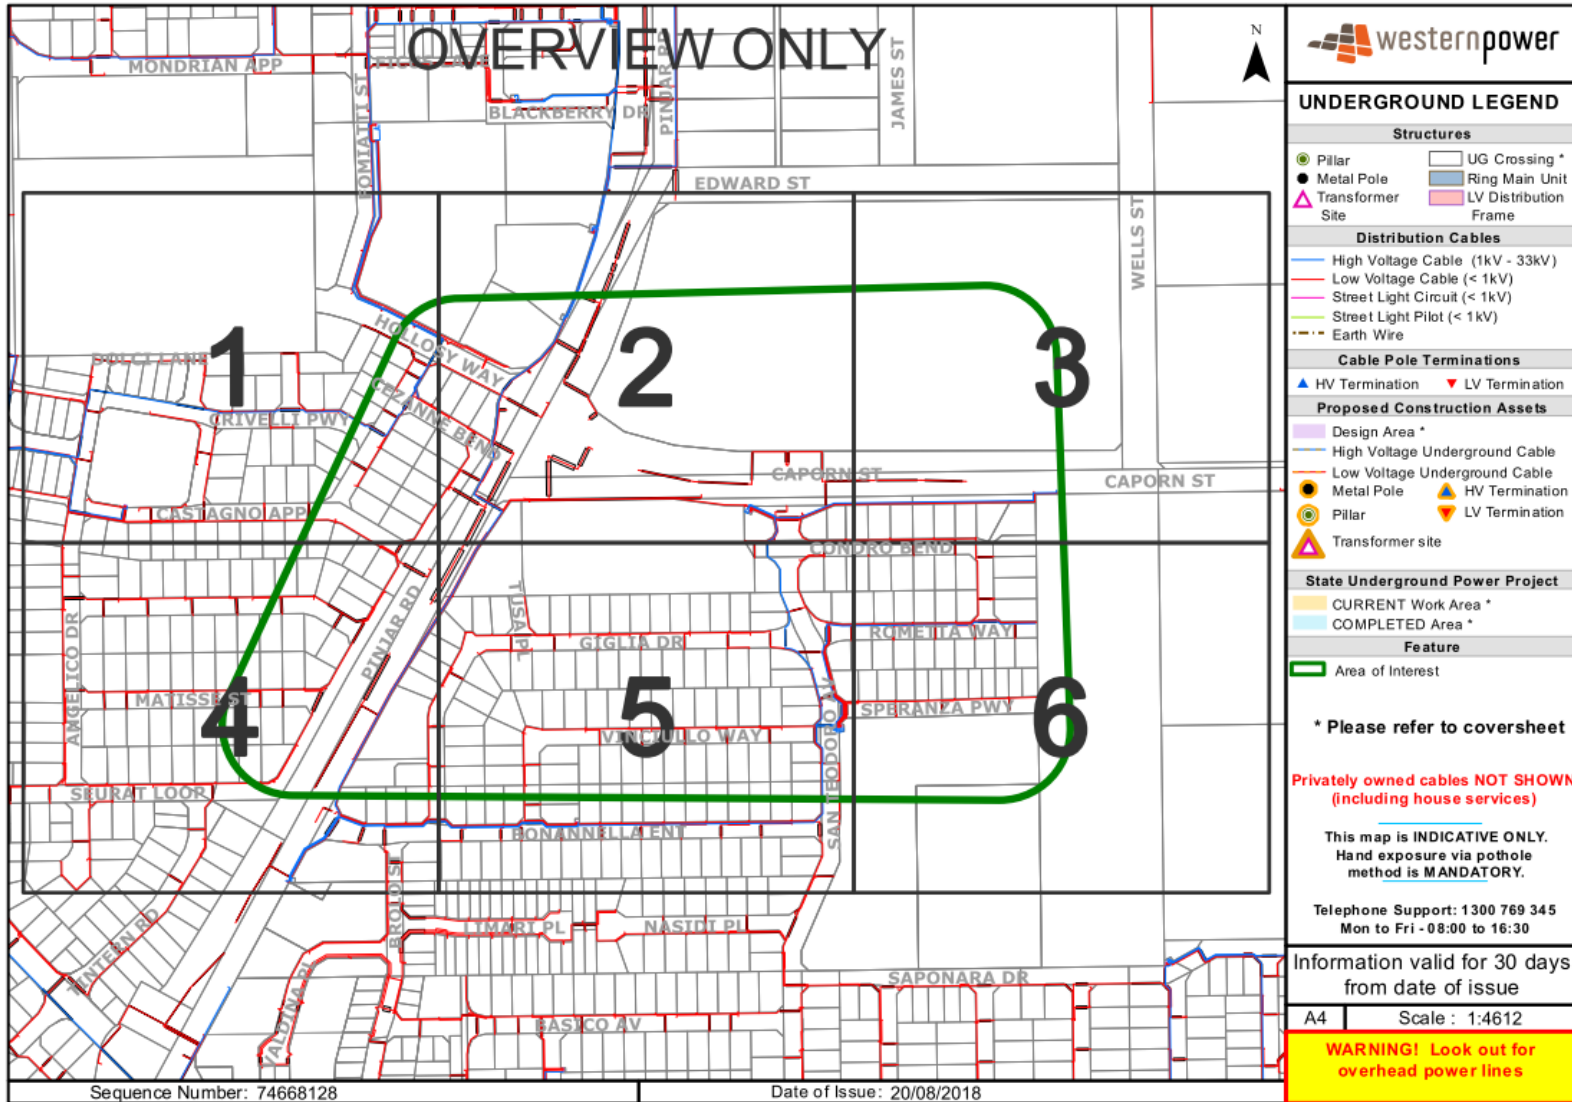 OVERVIEW ONLY
MONDRIAN APP
FICUS LANE
BLACKBERRY DR
PINJAR RD
JAMES ST
N
POMIATTI ST
EDWARD ST
WELLS ST
HOLLOSY WAY
1
2
3
DOLCI LANE
CEZANNE BEND
CRIVELLI PWY
CAPORN ST
CAPORN ST
CASTAGNO APP
CONDRO BEND
TUSA PL
PINJAR RD
ANGELICO DR
GIGLIA DR
ROMETTA WAY
MATISSE ST
4
5
6
VINCIULLO WAY
SPERANZA PWY
SAN TEODORO AV
SEURAT LOOP
BONANNELLA ENT
BROLO ST
TINTERN RD
LIMARI PL
NASIDI PL
VALDINA PL
SAPONARA DR
BASICO AV
westernpower
UNDERGROUND LEGEND
Structures
Pillar
UG Crossing *
Metal Pole
Ring Main Unit
Transformer Site
LV Distribution Frame
Distribution Cables
High Voltage Cable (1kV - 33kV)
Low Voltage Cable (< 1kV)
Street Light Circuit (< 1kV)
Street Light Pilot (< 1kV)
Earth Wire
Cable Pole Terminations
HV Termination
LV Termination
Proposed Construction Assets
Design Area *
High Voltage Underground Cable
Low Voltage Underground Cable
Metal Pole
HV Termination
Pillar
LV Termination
Transformer site
State Underground Power Project
CURRENT Work Area *
COMPLETED Area *
Feature
Area of Interest
* Please refer to coversheet
Privately owned cables NOT SHOWN
(including house services)
This map is INDICATIVE ONLY.
Hand exposure via pothole
method is MANDATORY.
Telephone Support: 1300 769 345
Mon to Fri - 08:00 to 16:30
Information valid for 30 days
from date of issue
A4
Scale : 1:4612
WARNING! Look out for
overhead power lines
Sequence Number: 74668128
Date of Issue: 20/08/2018